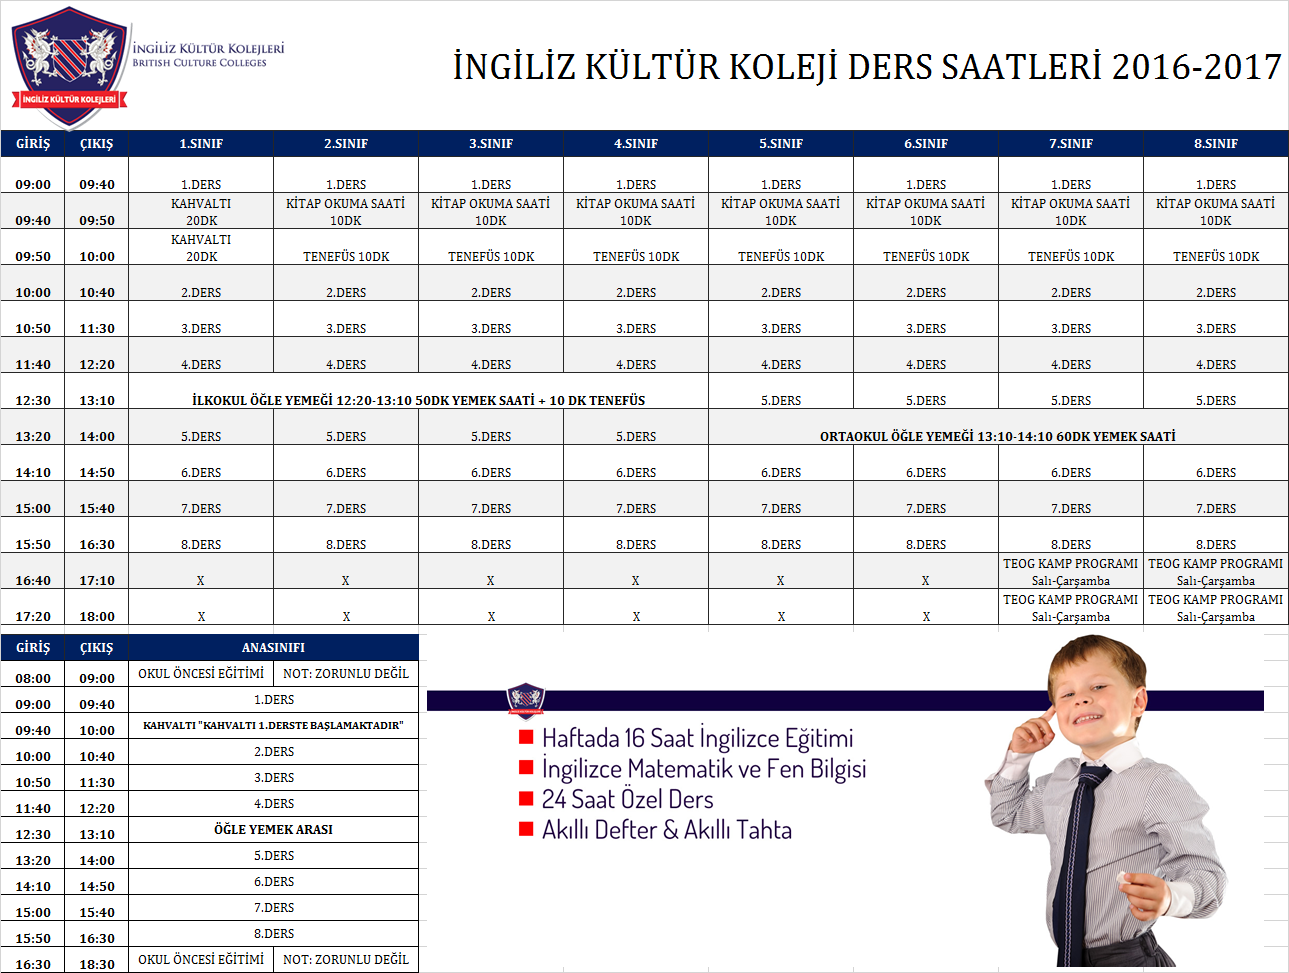 İNGİLİZ KÜLTÜR KOLEJLERİ
BRITISH CULTURE COLLEGES
İNGİLİZ KÜLTÜR KOLEJLERİ
İNGİLİZ KÜLTÜR KOLEJİ DERS SAATLERİ 2016-2017
GİRİŞ ÇIKIŞ 1.SINIF 2.SINIF 3.SINIF 4.SINIF 5.SINIF 6.SINIF 7.SINIF 8.SINIF
09:00 09:40 1.DERS 1.DERS 1.DERS 1.DERS 1.DERS 1.DERS 1.DERS 1.DERS
KAHVALTI KİTAP OKUMA SAATİ KİTAP OKUMA SAATİ KİTAP OKUMA SAATİ KİTAP OKUMA SAATİ KİTAP OKUMA SAATİ KİTAP OKUMA SAATİ KİTAP OKUMA SAATİ
09:40 09:50 20DK 10DK 10DK 10DK 10DK 10DK 10DK 10DK
KAHVALTI
09:50 10:00 20DK TENEFÜS 10DK TENEFÜS 10DK TENEFÜS 10DK TENEFÜS 10DK TENEFÜS 10DK TENEFÜS 10DK TENEFÜS 10DK
10:00 10:40 2.DERS 2.DERS 2.DERS 2.DERS 2.DERS 2.DERS 2.DERS 2.DERS
10:50 11:30 3.DERS 3.DERS 3.DERS 3.DERS 3.DERS 3.DERS 3.DERS 3.DERS
11:40 12:20 4.DERS 4.DERS 4.DERS 4.DERS 4.DERS 4.DERS 4.DERS 4.DERS
12:30 13:10 İLKOKUL ÖĞLE YEMEĞİ 12:20-13:10 50DK YEMEK SAATİ + 10 DK TENEFÜS 5.DERS 5.DERS 5.DERS 5.DERS
13:20 14:00 5.DERS 5.DERS 5.DERS 5.DERS ORTAOKUL ÖĞLE YEMEĞİ 13:10-14:10 60DK YEMEK SAATİ
14:10 14:50 6.DERS 6.DERS 6.DERS 6.DERS 6.DERS 6.DERS 6.DERS 6.DERS
15:00 15:40 7.DERS 7.DERS 7.DERS 7.DERS 7.DERS 7.DERS 7.DERS 7.DERS
15:50 16:30 8.DERS 8.DERS 8.DERS 8.DERS 8.DERS 8.DERS 8.DERS 8.DERS
TEOG KAMP PROGRAMI TEOG KAMP PROGRAMI
16:40 17:10 X X X X X X Salı-Çarşamba Salı-Çarşamba
TEOG KAMP PROGRAMI TEOG KAMP PROGRAMI
17:20 18:00 X X X X X X Salı-Çarşamba Salı-Çarşamba
GİRİŞ ÇIKIŞ ANASINIFI
08:00 09:00 OKUL ÖNCESİ EĞİTİMİ NOT: ZORUNLU DEĞİL
09:00 09:40 1.DERS
09:40 10:00 KAHVALTI "KAHVALTI 1.DERSTE BAŞLAMAKTADIR"
10:00 10:40 2.DERS
10:50 11:30 3.DERS
11:40 12:20 4.DERS
12:30 13:10 ÖĞLE YEMEK ARASI
13:20 14:00 5.DERS
14:10 14:50 6.DERS
15:00 15:40 7.DERS
15:50 16:30 8.DERS
16:30 18:30 OKUL ÖNCESİ EĞİTİMİ NOT: ZORUNLU DEĞİL
Haftada 16 Saat İngilizce Eğitimi
İngilizce Matematik ve Fen Bilgisi
24 Saat Özel Ders
Akıllı Defter & Akıllı Tahta